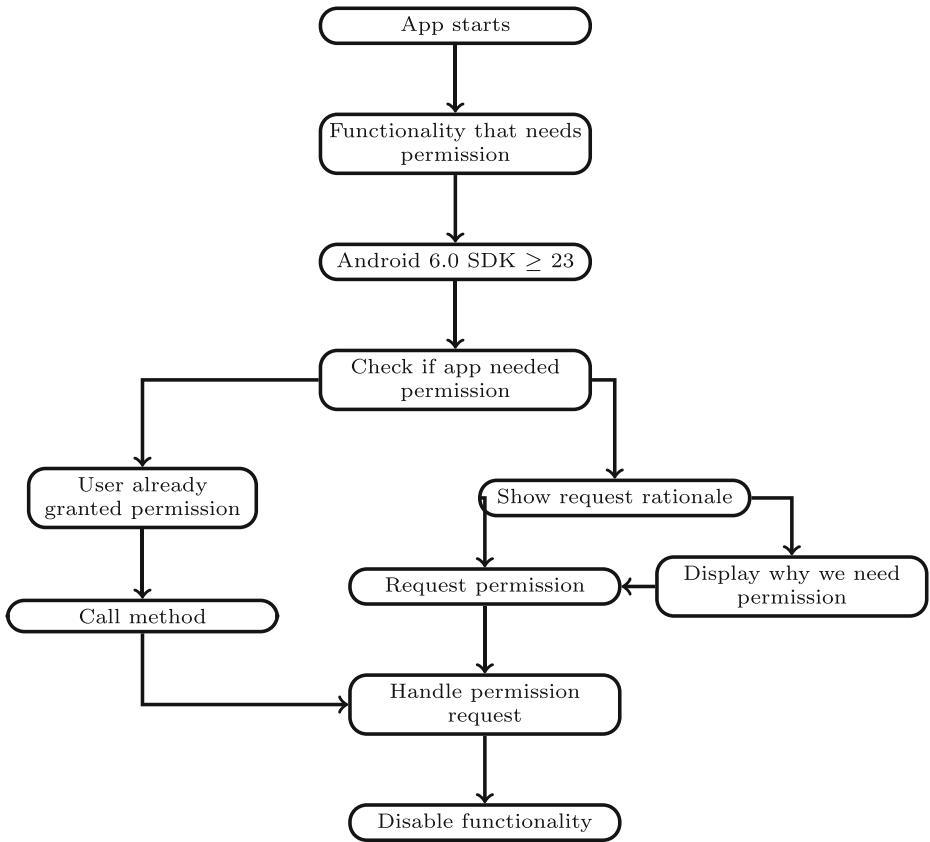 App starts
Functionality that needs
permission
Android 6.0 SDK ≥ 23
Check if app needed
permission
User already
granted permission
Show request rationale
Request permission
Display why we need
permission
Call method
Handle permission
request
Disable functionality